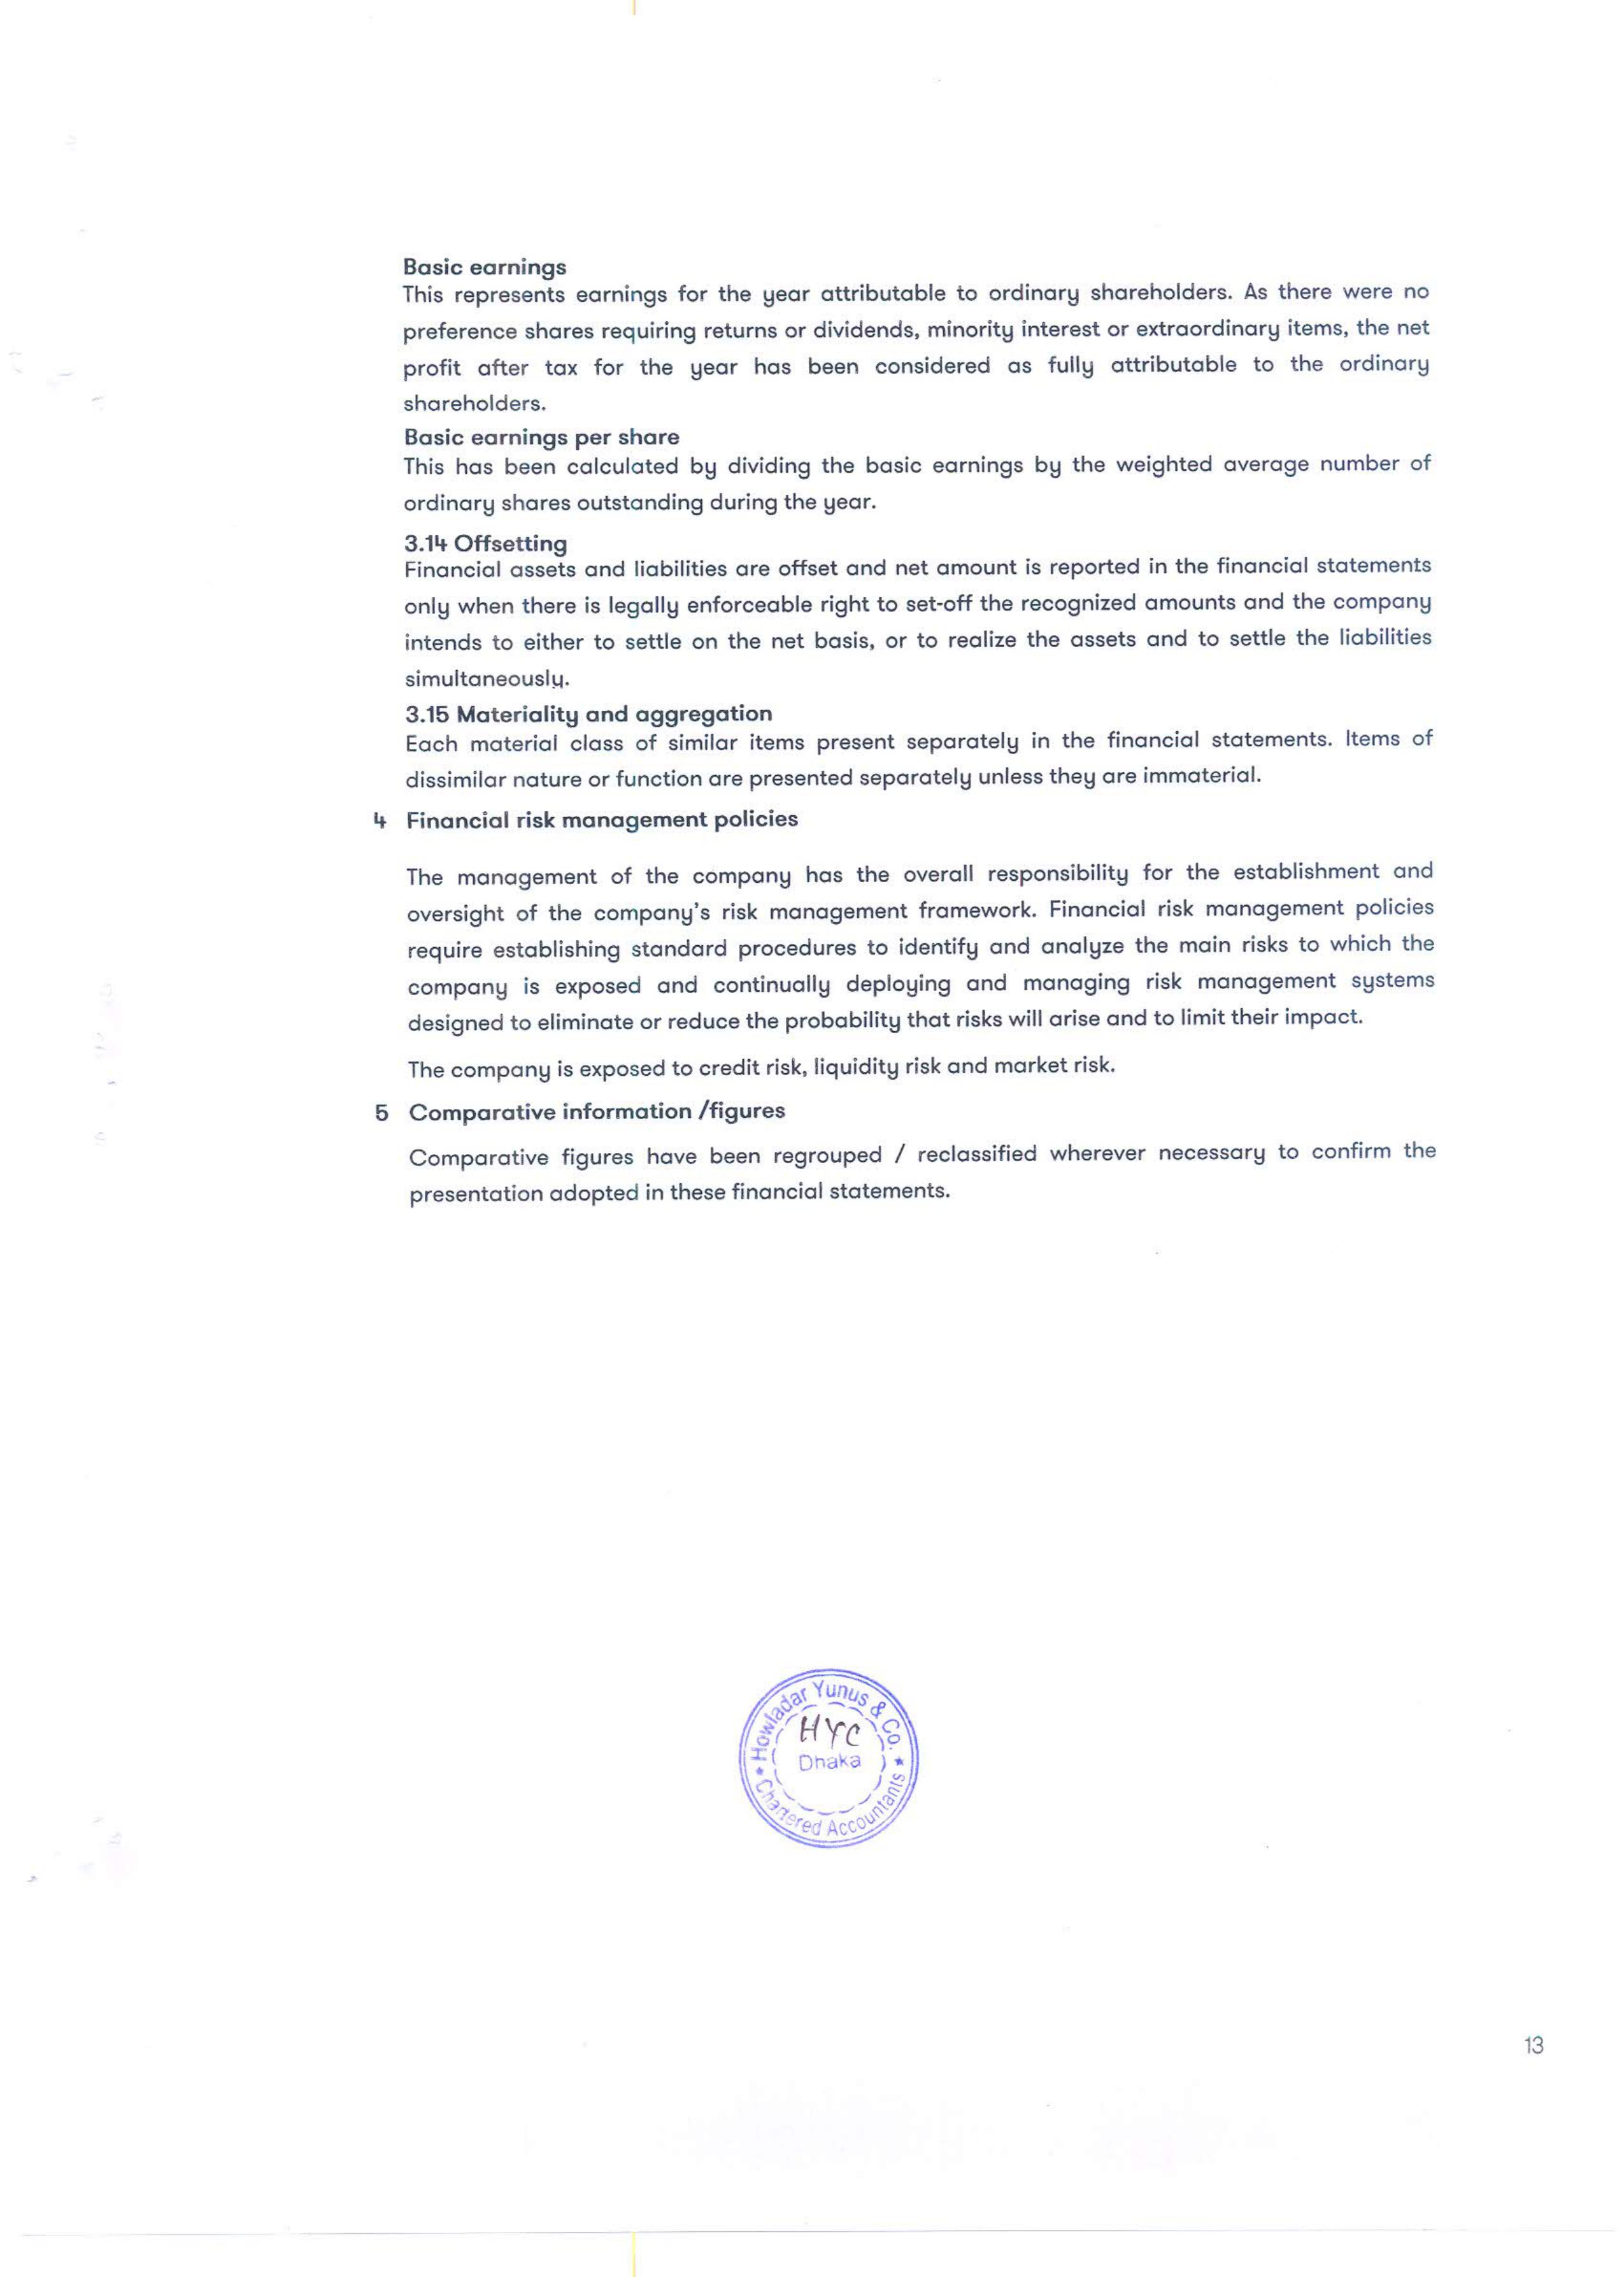 Basic earnings
This represents earnings for the year attributable to ordinary shareholders. As there were no
preference shares requiring returns or dividends, minority interest or extraordinary items, the net
profit after tax for the year has been considered as fully attributable to the ordinary
shareholders.
Basic earnings per share
This has been calculated by dividing the basic earnings by the weighted average number of
ordinary shares outstanding during the year.
3.14 Offsetting
Financial assets and liabilities are offset and net amount is reported in the financial statements
only when there is legally enforceable right to set-off the recognized amounts and the company
intends to either to settle on the net basis, or to realize the assets and to settle the liabilities
simultaneously.
3.15 Materiality and aggregation
Each material class of similar items present separately in the financial statements. Items of
dissimilar nature or function are presented separately unless they are immaterial.
4 Financial risk management policies
The management of the company has the overall responsibility for the establishment and
oversight of the company's risk management framework. Financial risk management policies
require establishing standard procedures to identify and analyze the main risks to which the
company is exposed and continually deploying and managing risk management systems
designed to eliminate or reduce the probability that risks will arise and to limit their impact.
The company is exposed to credit risk, liquidity risk and market risk.
5 Comparative information /figures
Comparative figures have been regrouped / reclassified wherever necessary to confirm the
presentation adopted in these financial statements.
Howladar Yunus & Co.
HYC
Dhaka
* Chartered Accountants *
13